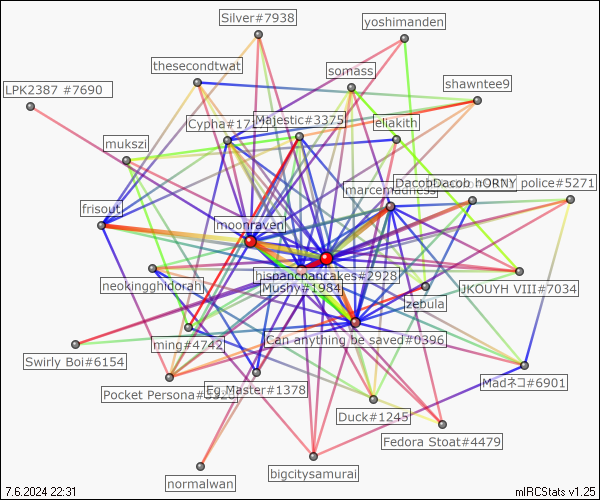 Silver#7938
yoshimanden
thesecondtwat
somass
shawntee9
LPK2387 #7690
Cypha#17
Majestic#3375
eliakith
mukszi
marcemadness
Dacob
Dacob hORNY police#5271
frisout
moonraven
hispancpancakes#2928
neokingghidorah
Mushy#1984
JKOUYH VIII#7034
zebula
ming#4742
Can anything be saved#0396
Swirly Boi#6154
Madネコ#6901
Pocket Persona
Eg Master#1378
Duck#1245
Fedora Stoat#4479
normalwan
bigcitysamurai
7.6.2024 22:31
mIRCStats v1.25